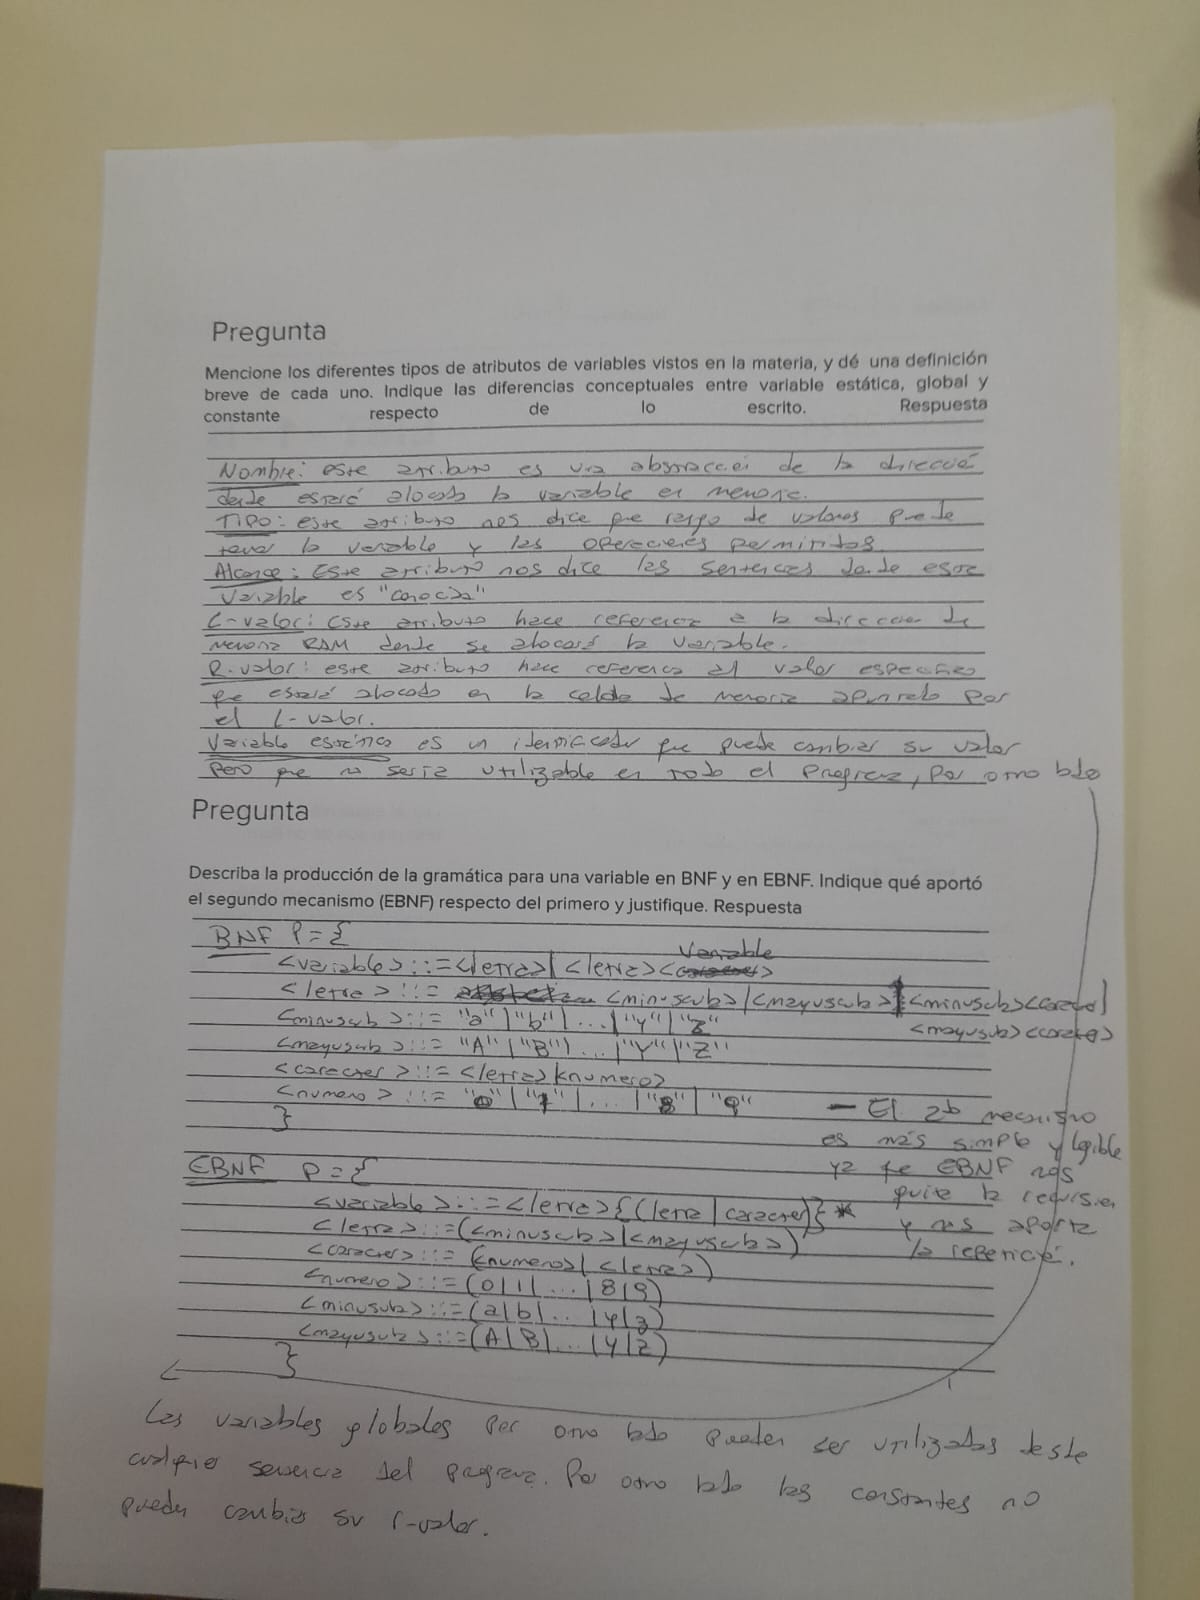 Pregunta
Mencione los diferentes tipos de atributos de variables vistos en la materia, y dé una definición
breve de cada uno. Indique las diferencias conceptuales entre variable estática, global y
constante respecto de lo escrito. Respuesta
Nombre: este atributo es una abstracción de la dirección
donde estará alocada la variable en memoria.
Tipo: este atributo nos dice que rango de valores puede
tener la variable y las operaciones permitidas.
Alcance: Este atributo nos dice las sentencias donde esta
variable es "conocida"
L-valor: Este atributo hace referencia a la direccion de
memoria RAM donde se alocará la variable.
R-valor: este atributo hace referencia al valor especifico
que estará alocado en la celda de memoria apuntado por
el L-valor.
Variable estática es un identificador que puede cambiar su valor
pero que no seria utilizable en todo el programa, Por otro lado
Pregunta
Describa la producción de la gramática para una variable en BNF y en EBNF. Indique qué aportó
el segundo mecanismo (EBNF) respecto del primero y justifique. Respuesta
BNF P={
Variable
<variable>::=<letra>|<letra><>
<letra>::= <minuscula>|<mayuscula>|<minuscula><caracter>|
<mayuscula><caracter>
<minuscula>::= "a"|"b"|...|"y"|"z"
<mayuscula>::= "A"|"B"|...|"Y"|"Z"
<caracter>::=<letra>|<numero>
<numero>::= "0"|"1"|...|"8"|"9"
}
- El 2do mecanismo
es más simple y legible
ya que EBNF nos
quita la recursion
y nos aporta
la repetición.
EBNF P={
<variable>::=<letra>{(letra|caracter)}*
<letra>::=(<minuscula>|<mayuscula>)
<caracter>::=(<numero>|<letra>)
<numero>::=(0|1|...|8|9)
<minuscula>::=(a|b|...|y|z)
<mayuscula>::=(A|B|...|Y|Z)
}
Las variables globales por otro lado pueden ser utilizadas desde
cualquier sentencia del programa. Por otro lado las constantes no
pueden cambiar su r-valor.